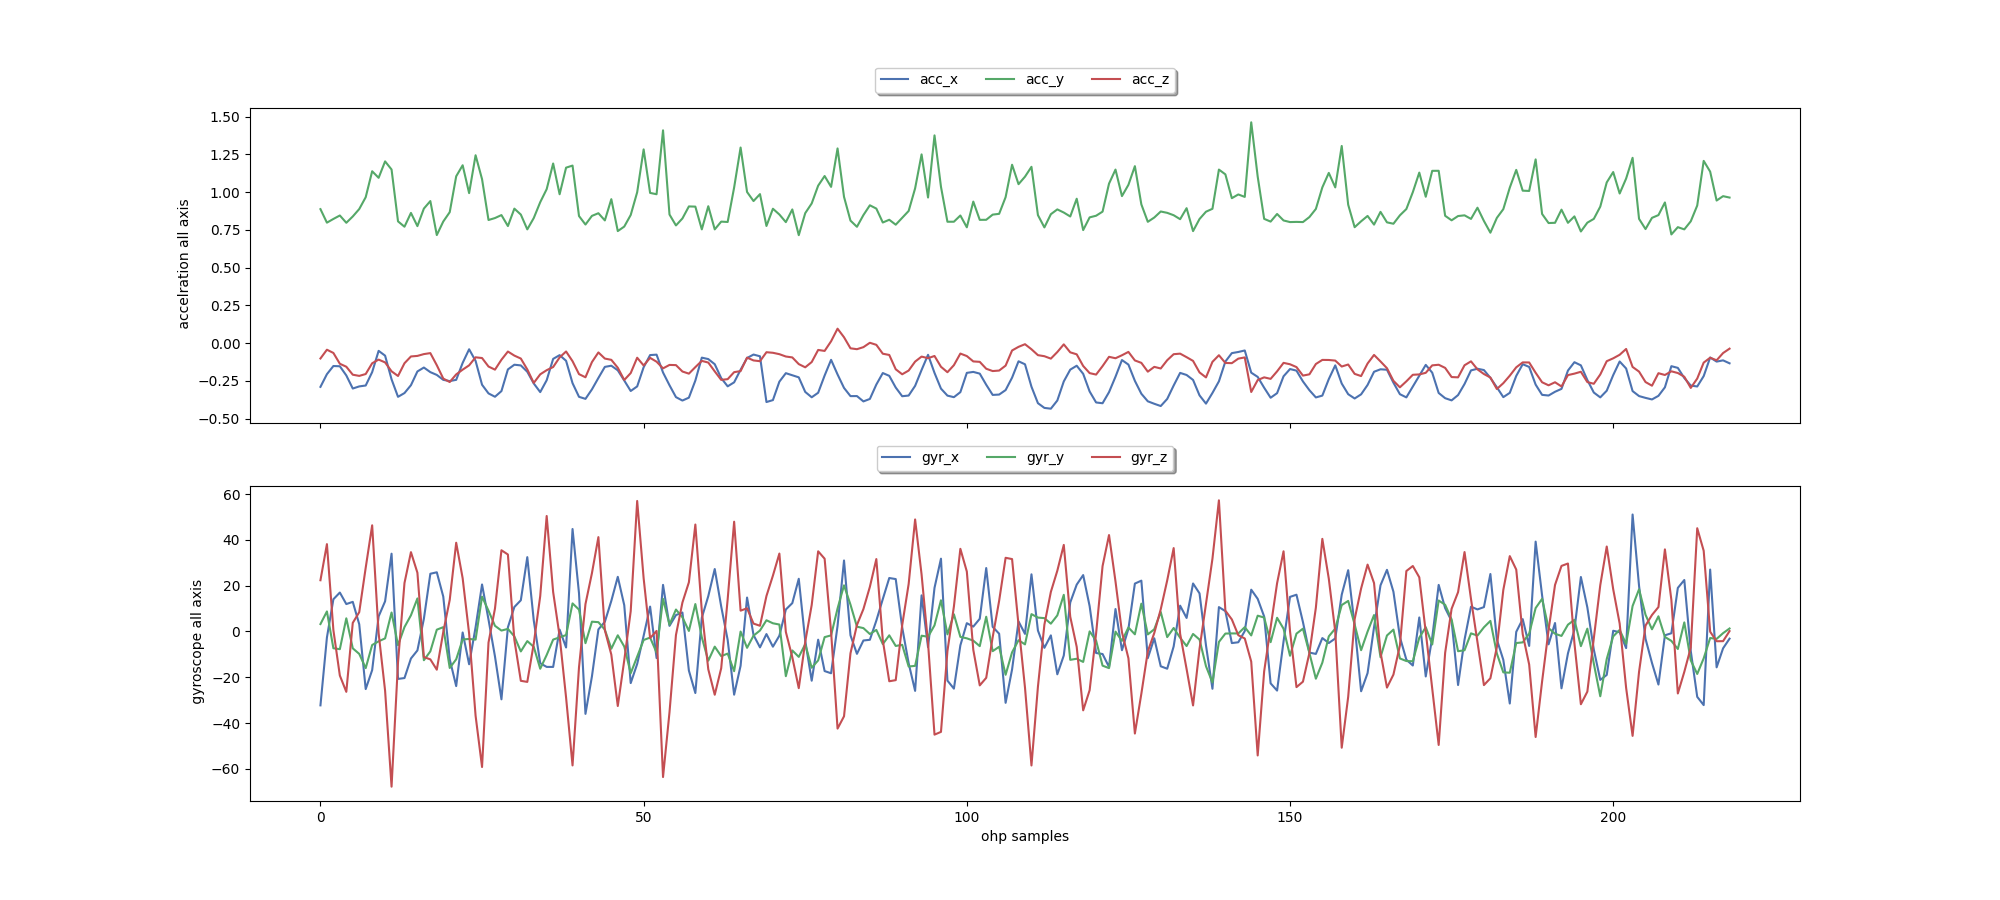 acc_x acc_y acc_z
1.50
1.25
1.00
0.75
0.50
0.25
0.00
−0.25
−0.50
accelration all axis
gyr_x gyr_y gyr_z
60
40
20
0
−20
−40
−60
gyroscope all axis
0 50 100 150 200
ohp samples